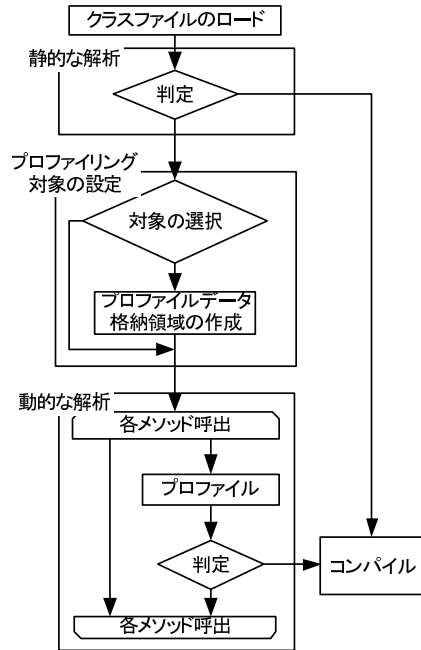 クラスファイルのロード
静的な解析
判定
プロファイリング
対象の設定
対象の選択
プロファイルデータ
格納領域の作成
動的な解析
各メソッド呼出
プロファイル
判定
コンパイル
各メソッド呼出